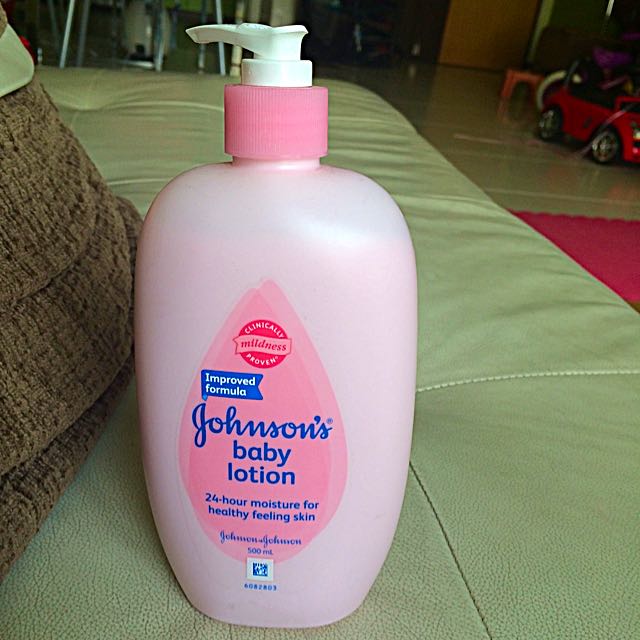 CLINICALLY
mildness
PROVEN®
Improved
formula
Johnson's®
baby
lotion
24-hour moisture for
healthy feeling skin
Johnson & Johnson
500 mL
6082803